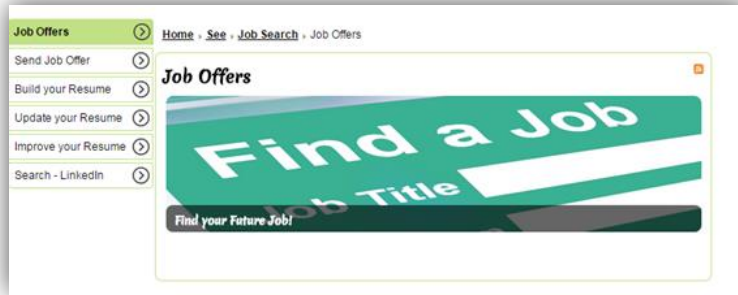 Job Offers
Send Job Offer
Build your Resume
Update your Resume
Improve your Resume
Search - LinkedIn
Home › See › Job Search › Job Offers
Job Offers
Find a Job
Job Title
Find your Future Job!